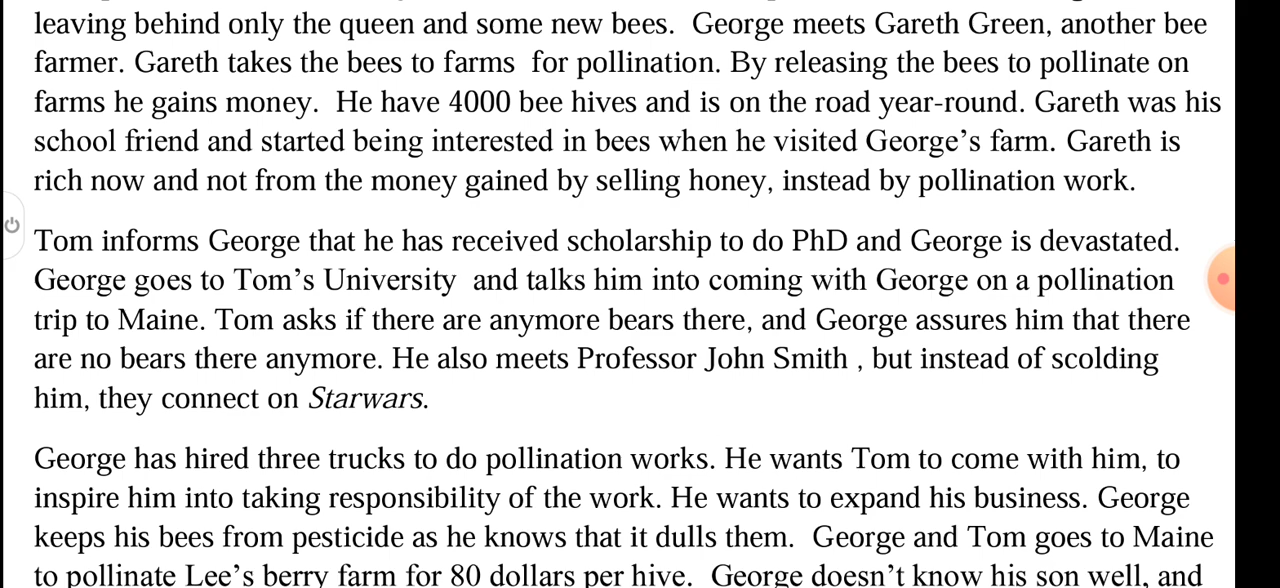 leaving behind only the queen and some new bees.  George meets Gareth Green, another bee
farmer. Gareth takes the bees to farms  for pollination. By releasing the bees to pollinate on
farms he gains money.  He have 4000 bee hives and is on the road year-round. Gareth was his
school friend and started being interested in bees when he visited George’s farm. Gareth is
rich now and not from the money gained by selling honey, instead by pollination work.
Tom informs George that he has received scholarship to do PhD and George is devastated.
George goes to Tom’s University  and talks him into coming with George on a pollination
trip to Maine. Tom asks if there are anymore bears there, and George assures him that there
are no bears there anymore. He also meets Professor John Smith , but instead of scolding
him, they connect on Starwars.
George has hired three trucks to do pollination works. He wants Tom to come with him, to
inspire him into taking responsibility of the work. He wants to expand his business. George
keeps his bees from pesticide as he knows that it dulls them.  George and Tom goes to Maine
to pollinate Lee’s berry farm for 80 dollars per hive.  George doesn’t know his son well, and